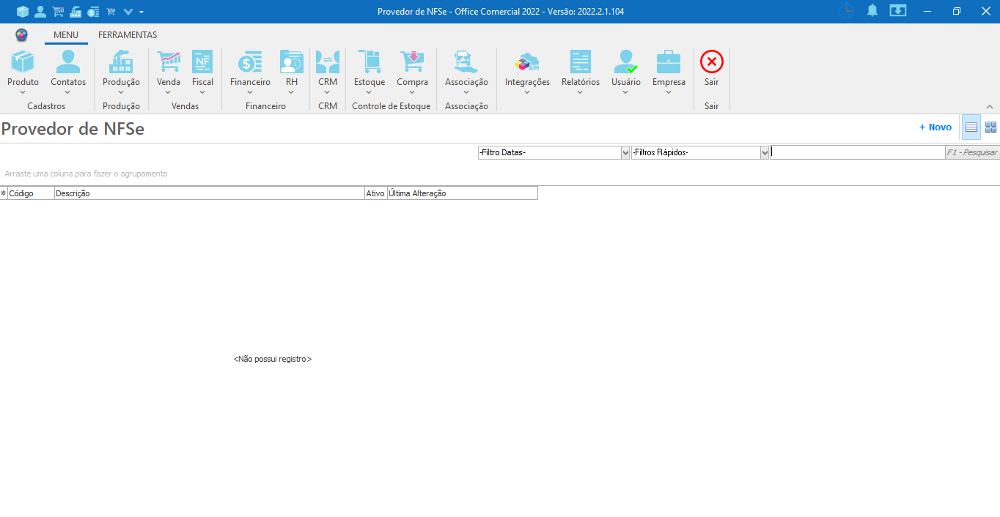 Provedor de NFSe - Office Comercial 2022 - Versão: 2022.2.1.104
MENU FERRAMENTAS
NF API
Produto Contatos Produção Venda Fiscal Financeiro RH CRM Estoque Compra Associação Integrações Relatórios Usuário Empresa Sair
Cadastros Produção Vendas Financeiro CRM Controle de Estoque Associação Sair
Provedor de NFSe
+ Novo
-Filtro Datas- -Filtros Rápidos- F1 - Pesquisar
Arraste uma coluna para fazer o agrupamento
Código Descrição Ativo Última Alteração
<Não possui registro>